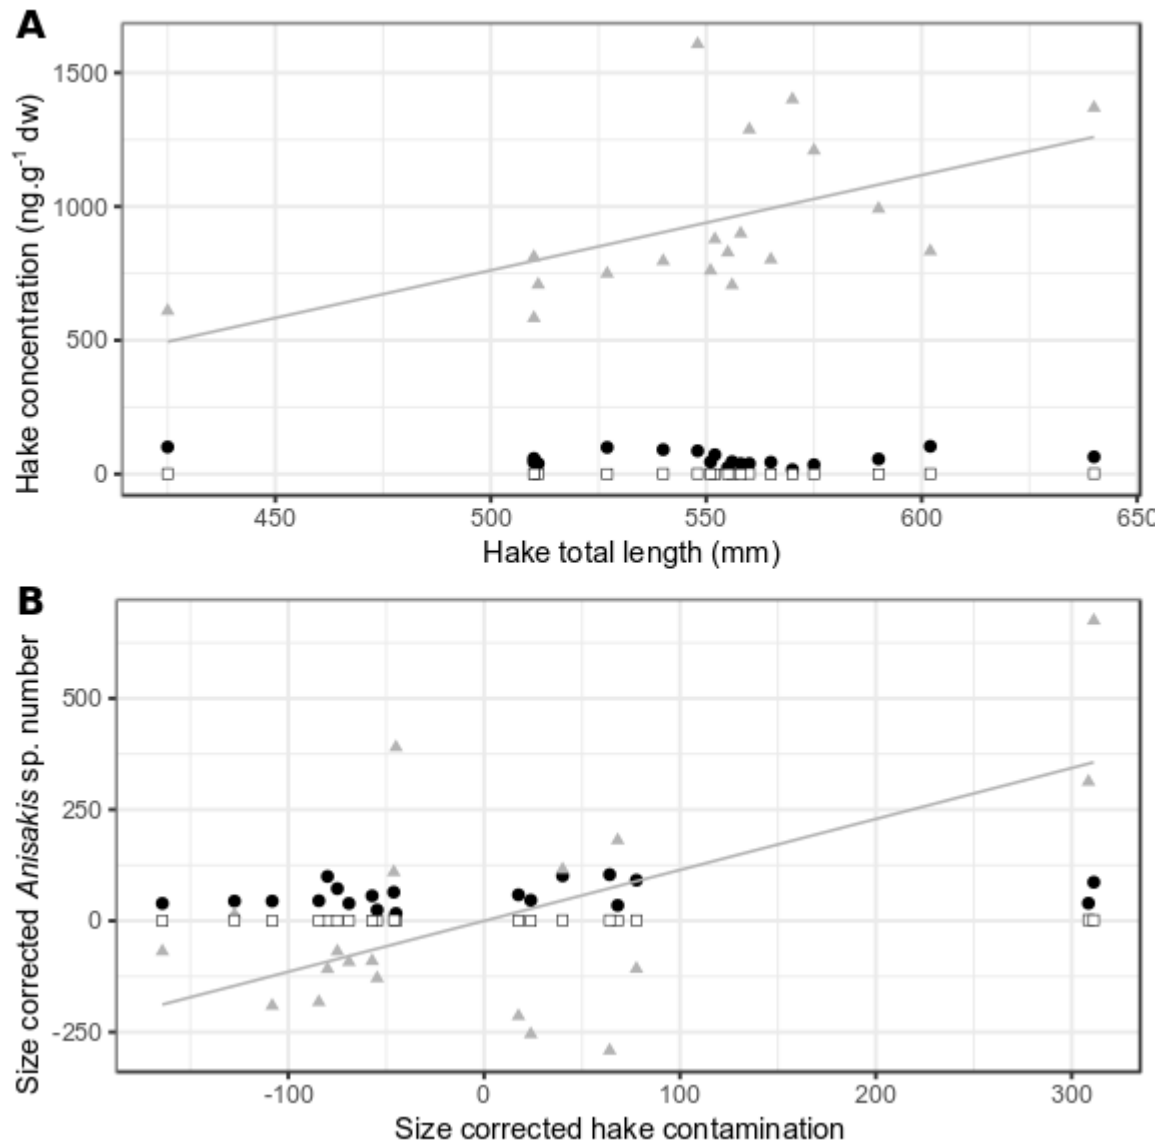 A
Hake concentration (ng.g-1 dw)
1500
1000
500
0
450 500 550 600 650
Hake total length (mm)
B
Size corrected Anisakis sp. number
500
250
0
-250
-100 0 100 200 300
Size corrected hake contamination